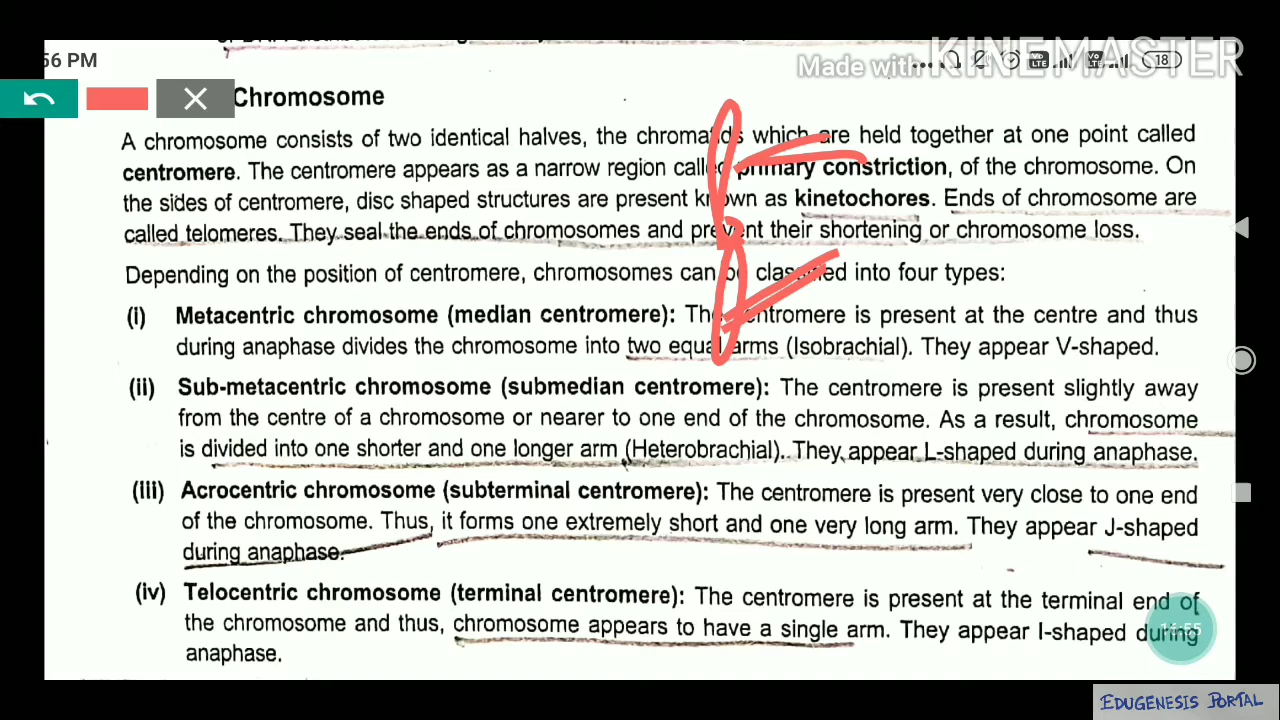 56 PM
Made with KINEMASTER
18
Chromosome
A chromosome consists of two identical halves, the chromatids which are held together at one point called
centromere. The centromere appears as a narrow region called primary constriction, of the chromosome. On
the sides of centromere, disc shaped structures are present known as kinetochores. Ends of chromosome are
called telomeres. They seal the ends of chromosomes and prevent their shortening or chromosome loss.
Depending on the position of centromere, chromosomes can be classified into four types:
(i) Metacentric chromosome (median centromere): The centromere is present at the centre and thus
during anaphase divides the chromosome into two equal arms (Isobrachial). They appear V-shaped.
(ii) Sub-metacentric chromosome (submedian centromere): The centromere is present slightly away
from the centre of a chromosome or nearer to one end of the chromosome. As a result, chromosome
is divided into one shorter and one longer arm (Heterobrachial). They appear L-shaped during anaphase.
(iii) Acrocentric chromosome (subterminal centromere): The centromere is present very close to one end
of the chromosome. Thus, it forms one extremely short and one very long arm. They appear J-shaped
during anaphase.
(iv) Telocentric chromosome (terminal centromere): The centromere is present at the terminal end of
the chromosome and thus, chromosome appears to have a single arm. They appear I-shaped during
anaphase.
EDUGENESIS PORTAL